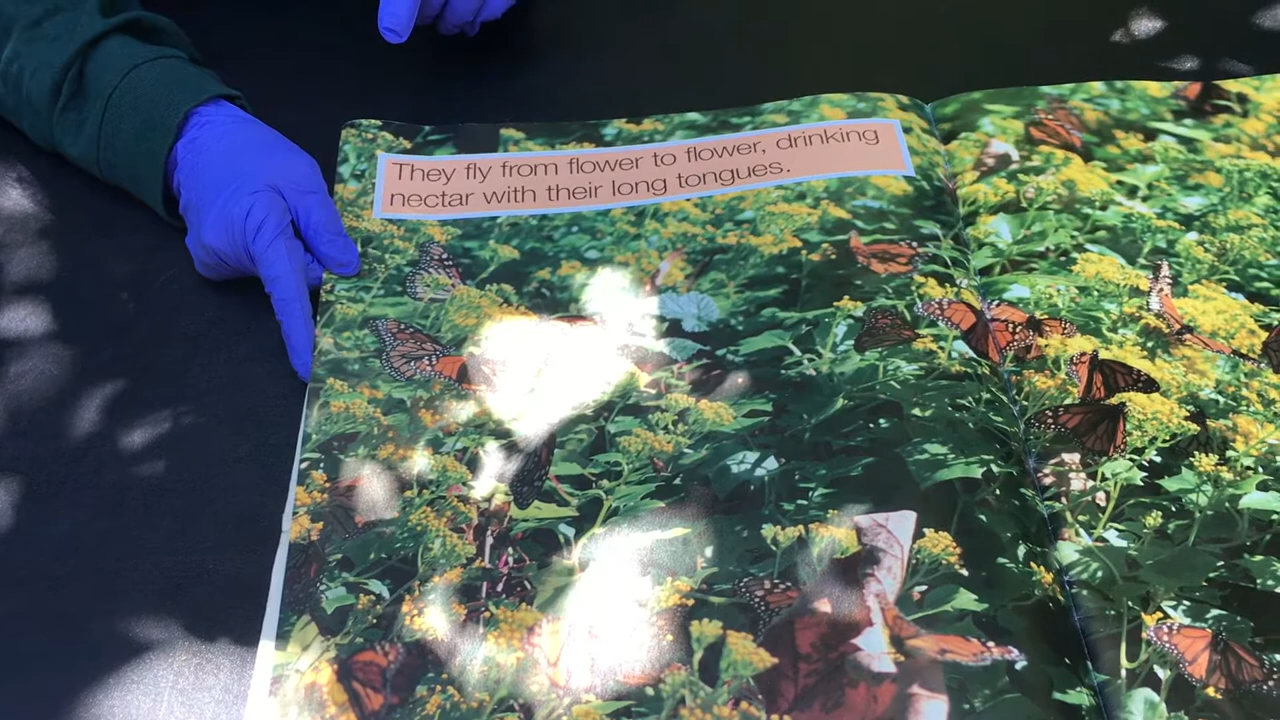 They fly from flower to flower, drinking
nectar with their long tongues.